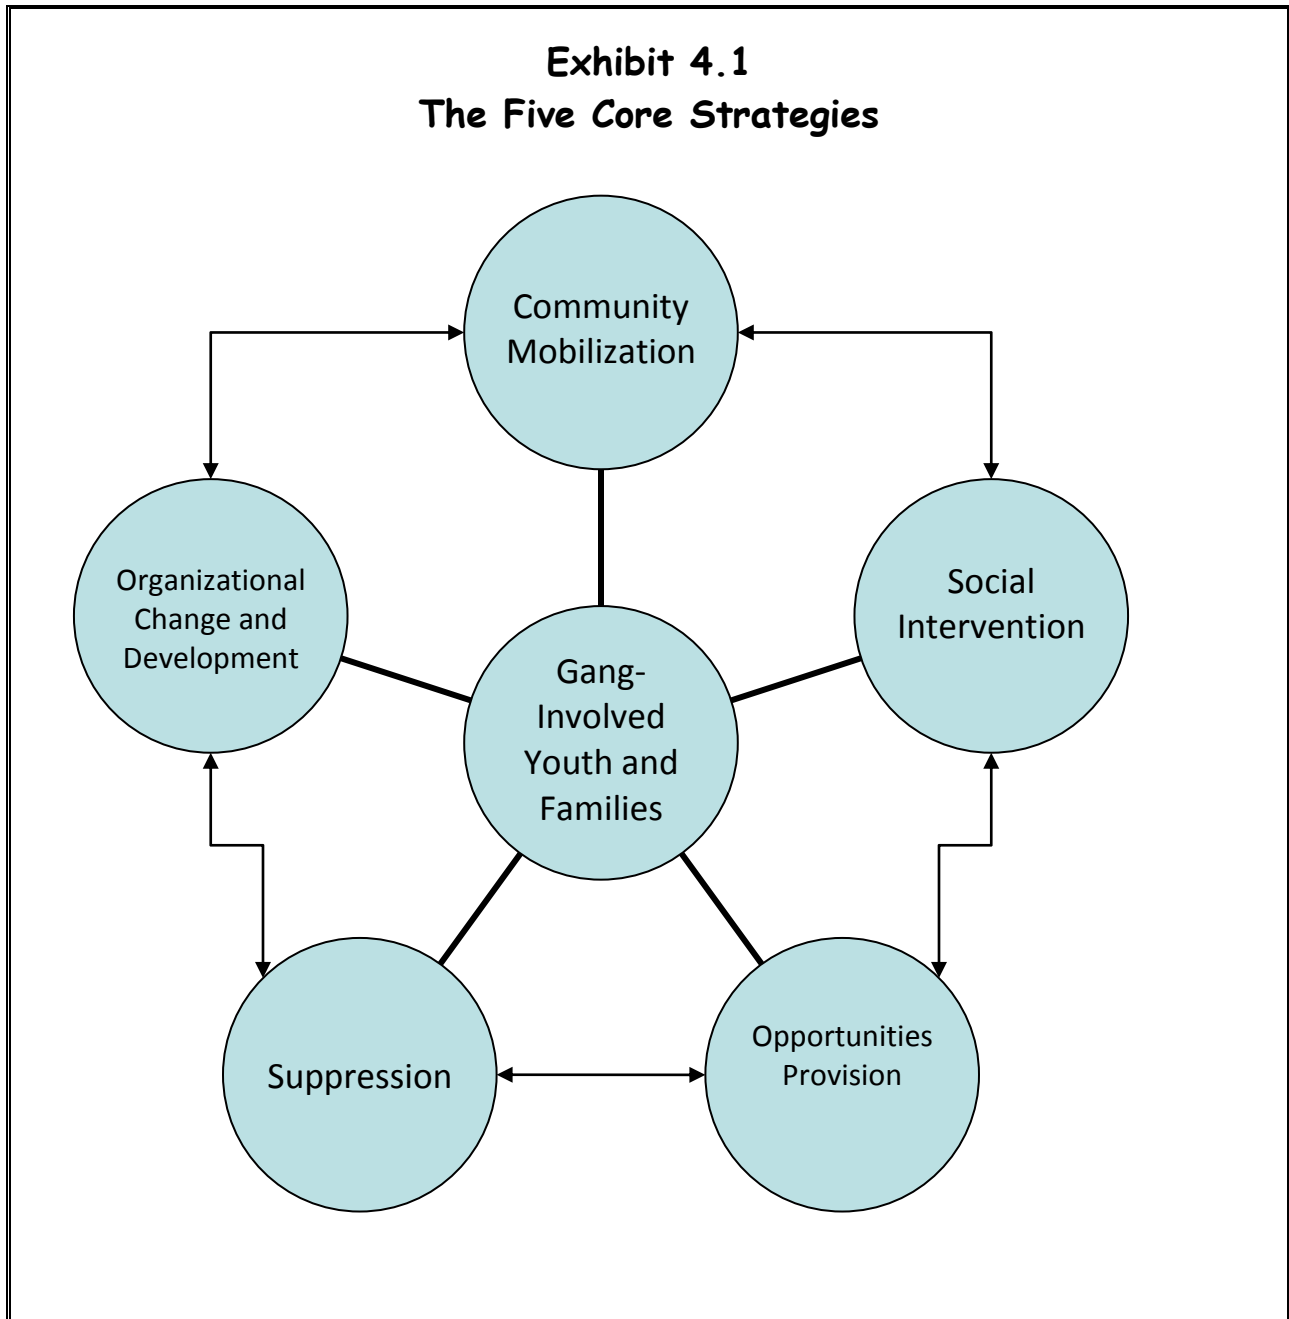 Exhibit 4.1
The Five Core Strategies
Community
Mobilization
Organizational
Change and
Development
Social
Intervention
Gang-
Involved
Youth and
Families
Suppression
Opportunities
Provision